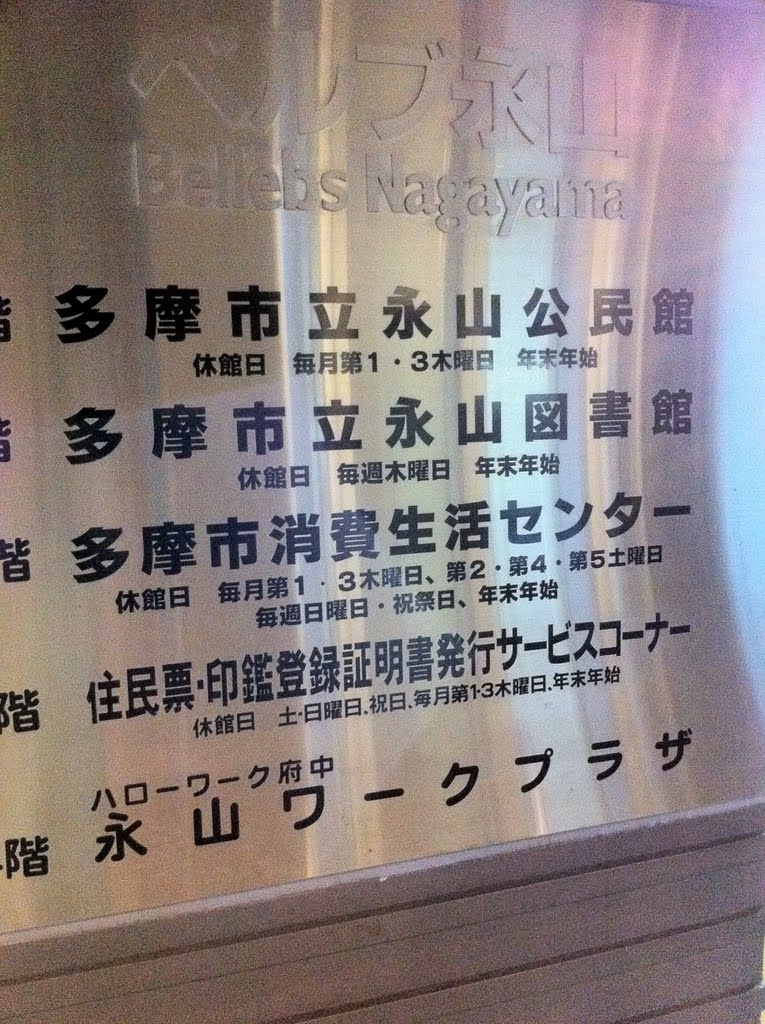 ベルブ永山
Bellebs Nagayama
階 多摩市立永山公民館
休館日 毎月第1・3木曜日 年末年始
階 多摩市立永山図書館
休館日 毎週木曜日 年末年始
階 多摩市消費生活センター
休館日 毎月第1・3木曜日、第2・第4・第5土曜日
毎週日曜日・祝祭日、年末年始
階 住民票・印鑑登録証明書発行サービスコーナー
休館日 土・日曜日、祝日、毎月第1・3木曜日、年末年始
ハローワーク府中
階 永山ワークプラザ